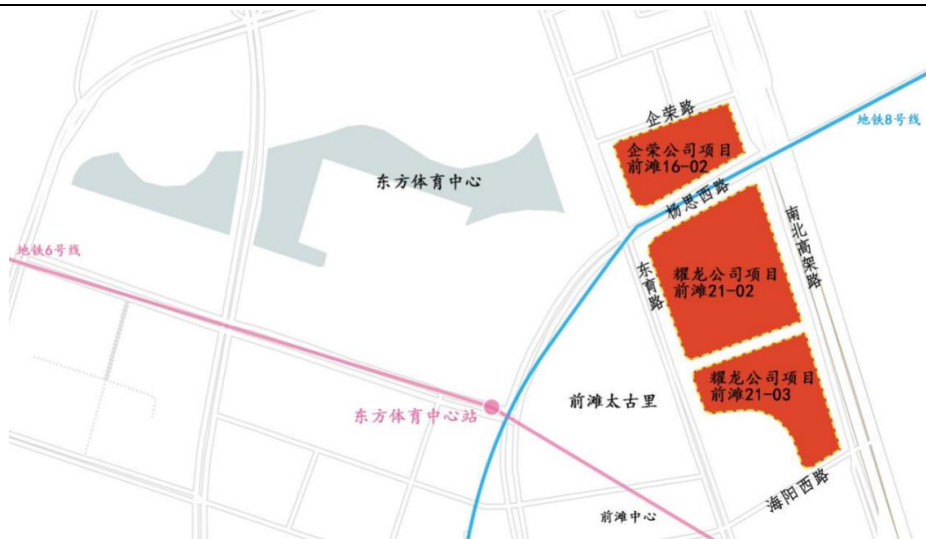 企荣路
地铁8号线
企荣公司项目
前滩16-02
东方体育中心
杨思西路
南北高架路
地铁6号线
东育路
耀龙公司项目
前滩21-02
耀龙公司项目
前滩21-03
前滩太古里
东方体育中心站
海阳西路
前滩中心